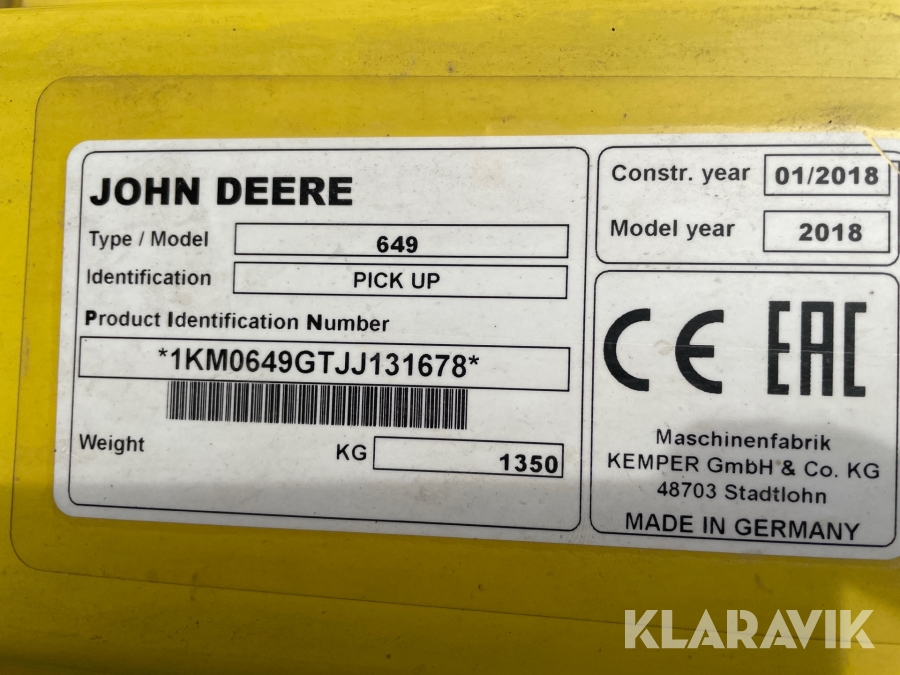 JOHN DEERE
Type / Model 649
Identification PICK UP
Product Identification Number
*1KM0649GTJJ131678*
Weight KG 1350
Constr. year 01/2018
Model year 2018
CE EAC
Maschinenfabrik
KEMPER GmbH & Co. KG
48703 Stadtlohn
MADE IN GERMANY
KLARAVIK